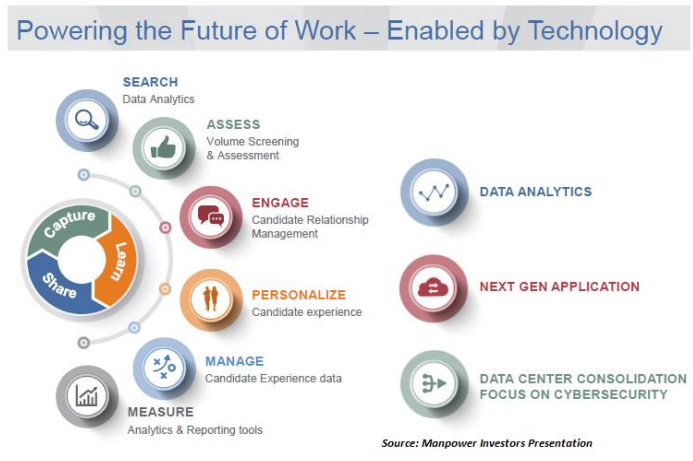 Powering the Future of Work – Enabled by Technology
SEARCH
Data Analytics
ASSESS
Volume Screening
& Assessment
ENGAGE
Candidate Relationship
Management
PERSONALIZE
Candidate experience
MANAGE
Candidate Experience data
MEASURE
Analytics & Reporting tools
Capture
Learn
Share
DATA ANALYTICS
NEXT GEN APPLICATION
DATA CENTER CONSOLIDATION
FOCUS ON CYBERSECURITY
Source: Manpower Investors Presentation